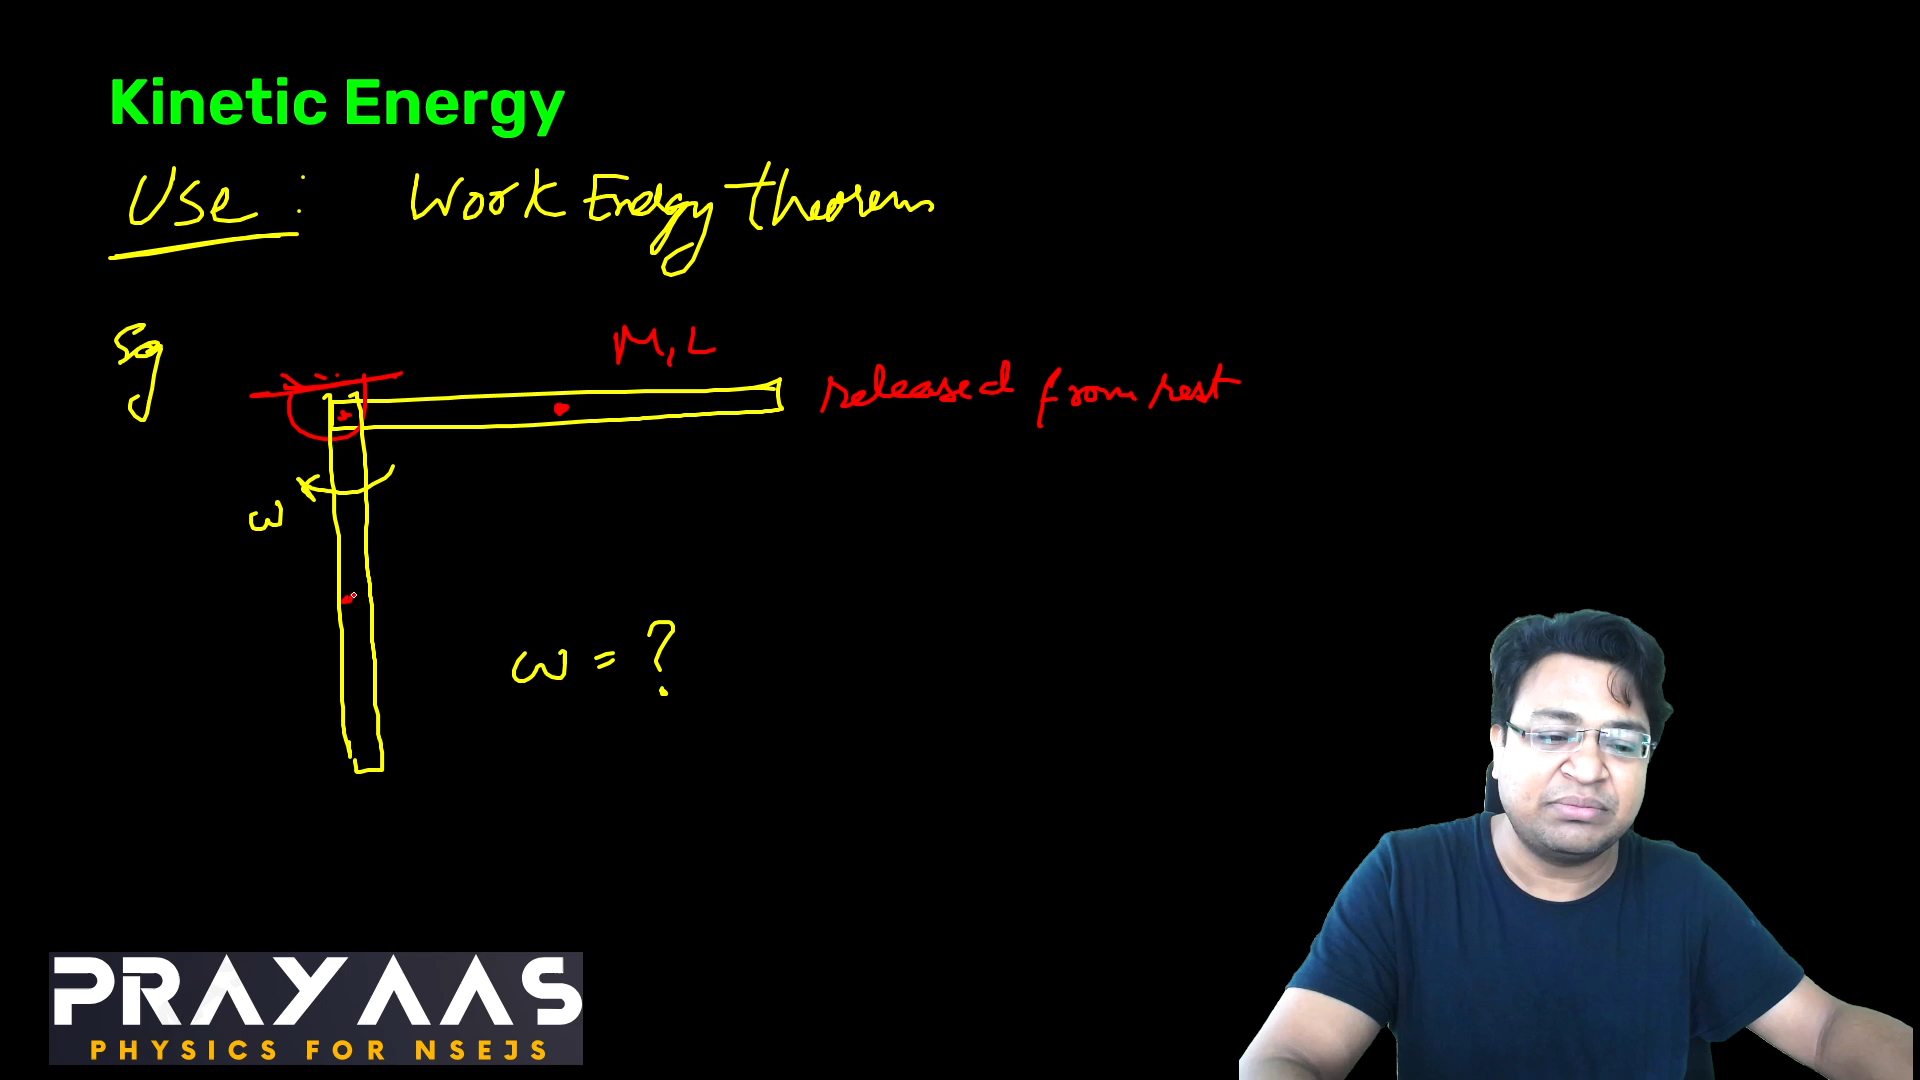 Kinetic Energy
Use : Work Energy Theorem
Eg
M, L
released from rest
ω
ω = ?
PRAYAAS
PHYSICS FOR NSEJS